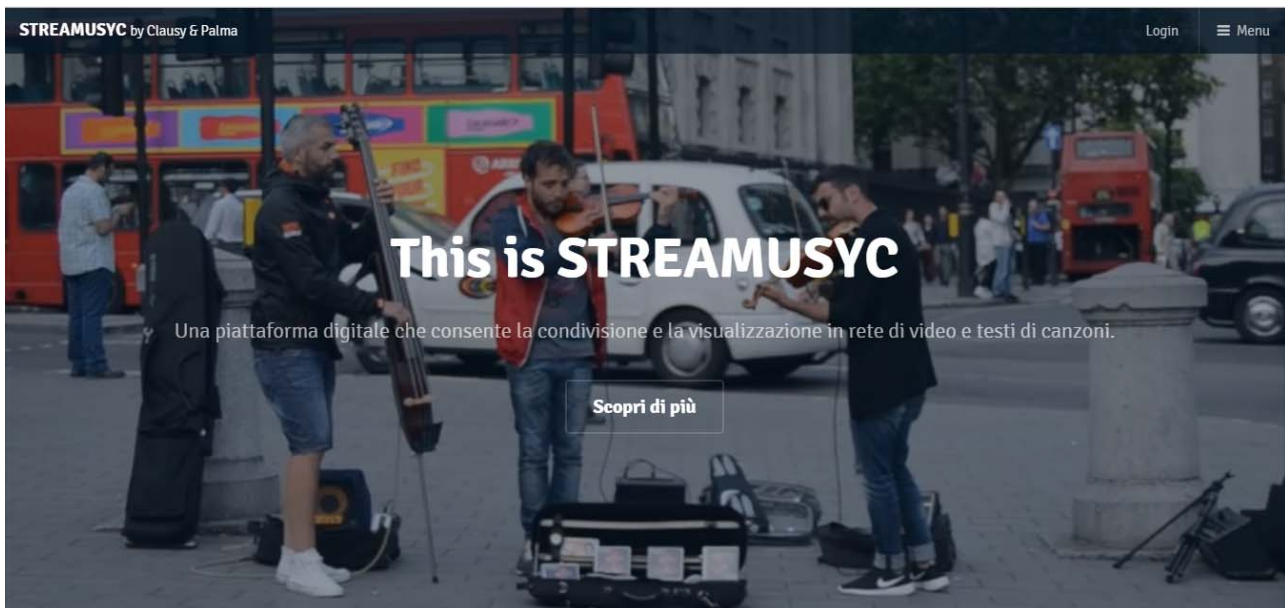 STREAMUSYC by Clausy & Palma
Login
Menu
This is STREAMUSYC
Una piattaforma digitale che consente la condivisione e la visualizzazione in rete di video e testi di canzoni.
Scopri di più